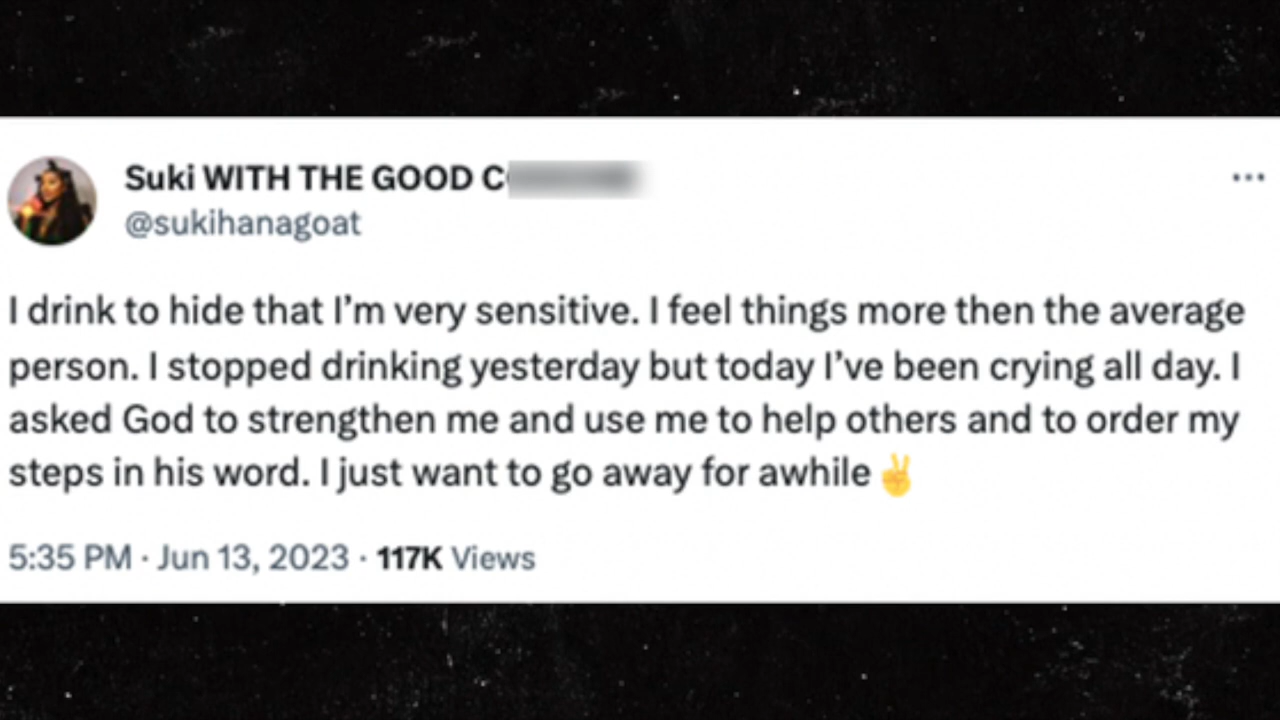 Suki WITH THE GOOD
@sukihanagoat
I drink to hide that I’m very sensitive. I feel things more then the average
person. I stopped drinking yesterday but today I’ve been crying all day. I
asked God to strengthen me and use me to help others and to order my
steps in his word. I just want to go away for awhile ✌️
5:35 PM · Jun 13, 2023 · 117K Views